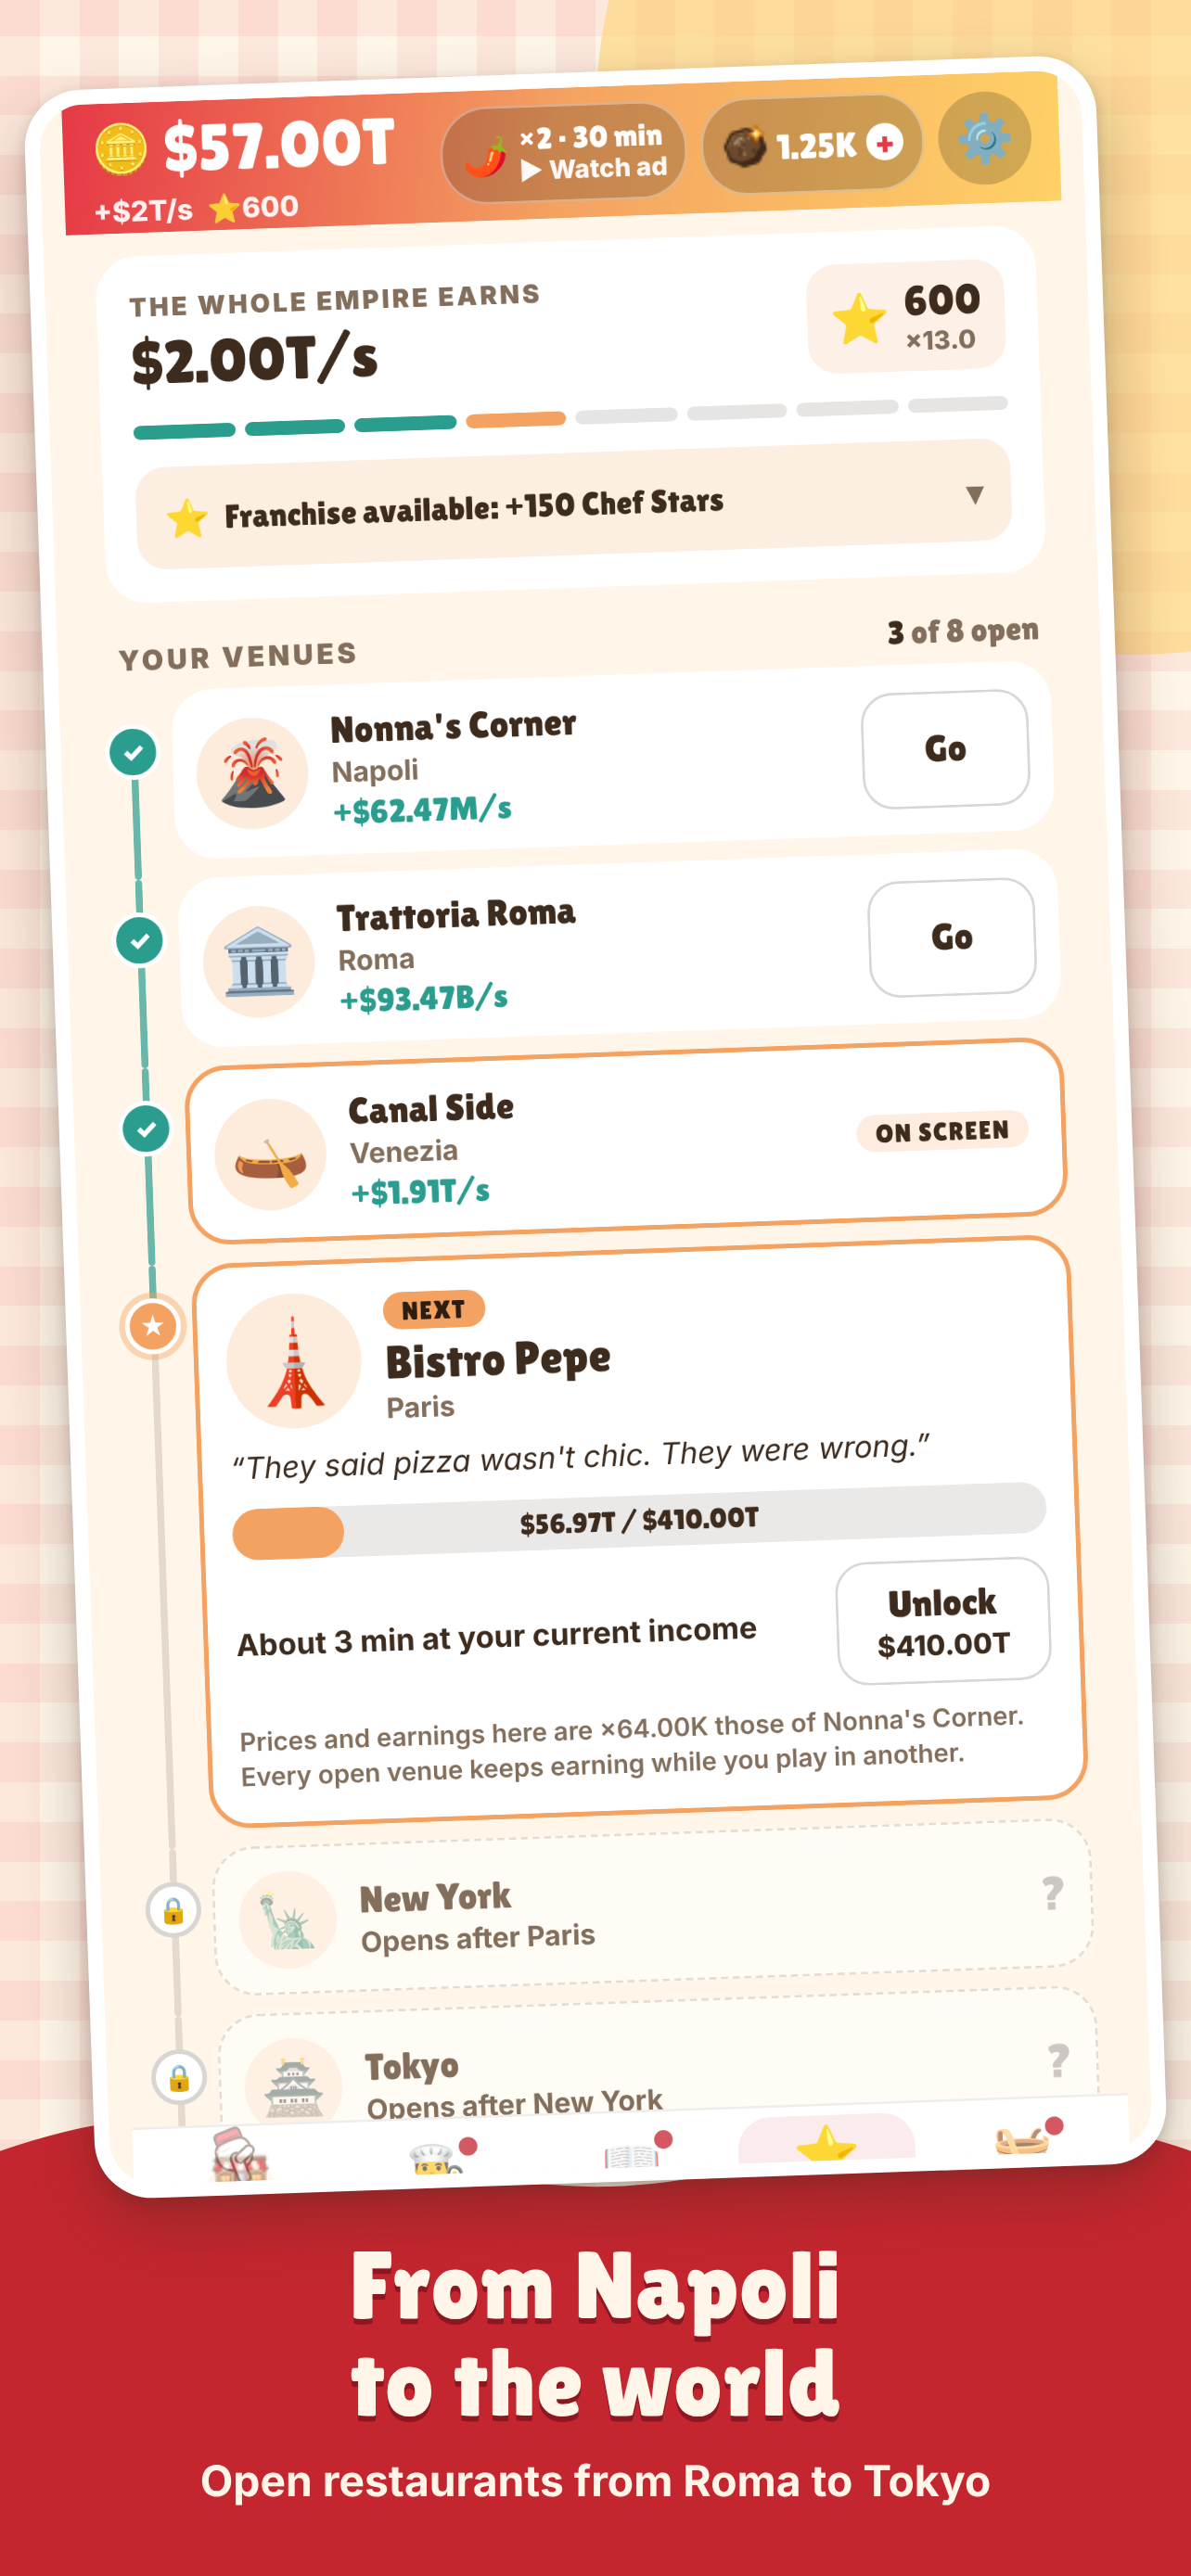 $57.00T
×2 · 30 min
▶ Watch ad
1.25K +
+$2T/s ⭐600
THE WHOLE EMPIRE EARNS
$2.00T/s
600
×13.0
Franchise available: +150 Chef Stars
YOUR VENUES
3 of 8 open
Nonna's Corner
Napoli
+$62.47M/s
Go
Trattoria Roma
Roma
+$93.47B/s
Go
Canal Side
Venezia
+$1.91T/s
ON SCREEN
NEXT
Bistro Pepe
Paris
“They said pizza wasn't chic. They were wrong.”
$56.97T / $410.00T
About 3 min at your current income
Unlock
$410.00T
Prices and earnings here are ×64.00K those of Nonna's Corner.
Every open venue keeps earning while you play in another.
New York
Opens after Paris
?
Tokyo
Opens after New York
?
From Napoli
to the world
Open restaurants from Roma to Tokyo